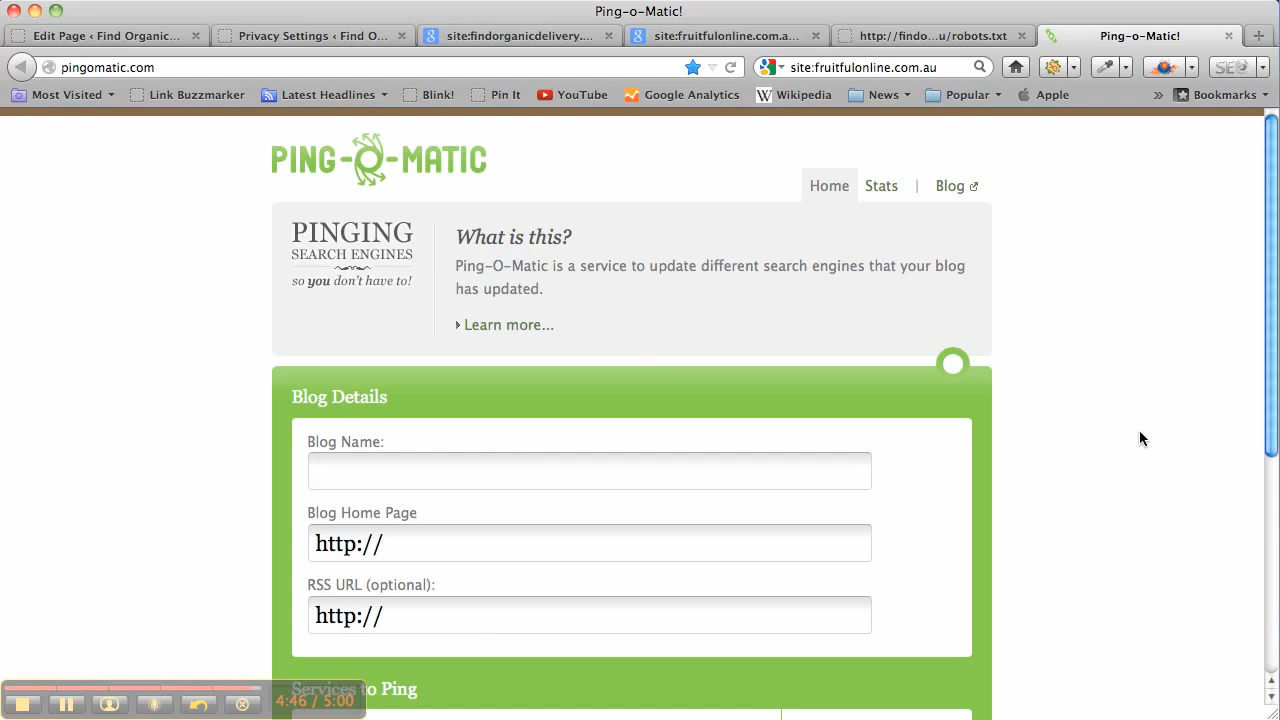 Ping-o-Matic!
Edit Page ‹ Find Organic...
Privacy Settings ‹ Find O...
site:findorganicdelivery....
site:fruitfulonline.com.a...
http://findo...u/robots.txt
Ping-o-Matic!
pingomatic.com
site:fruitfulonline.com.au
SEO
Most Visited
Link Buzzmarker
Latest Headlines
Blink!
Pin It
YouTube
Google Analytics
W Wikipedia
News
Popular
Apple
»
Bookmarks
PING-O-MATIC
Home
Stats
|
Blog
PINGING
SEARCH ENGINES
so you don't have to!
What is this?
Ping-O-Matic is a service to update different search engines that your blog
has updated.
Learn more...
Blog Details
Blog Name:
Blog Home Page
http://
RSS URL (optional):
http://
Services to Ping
4:46 / 5:00